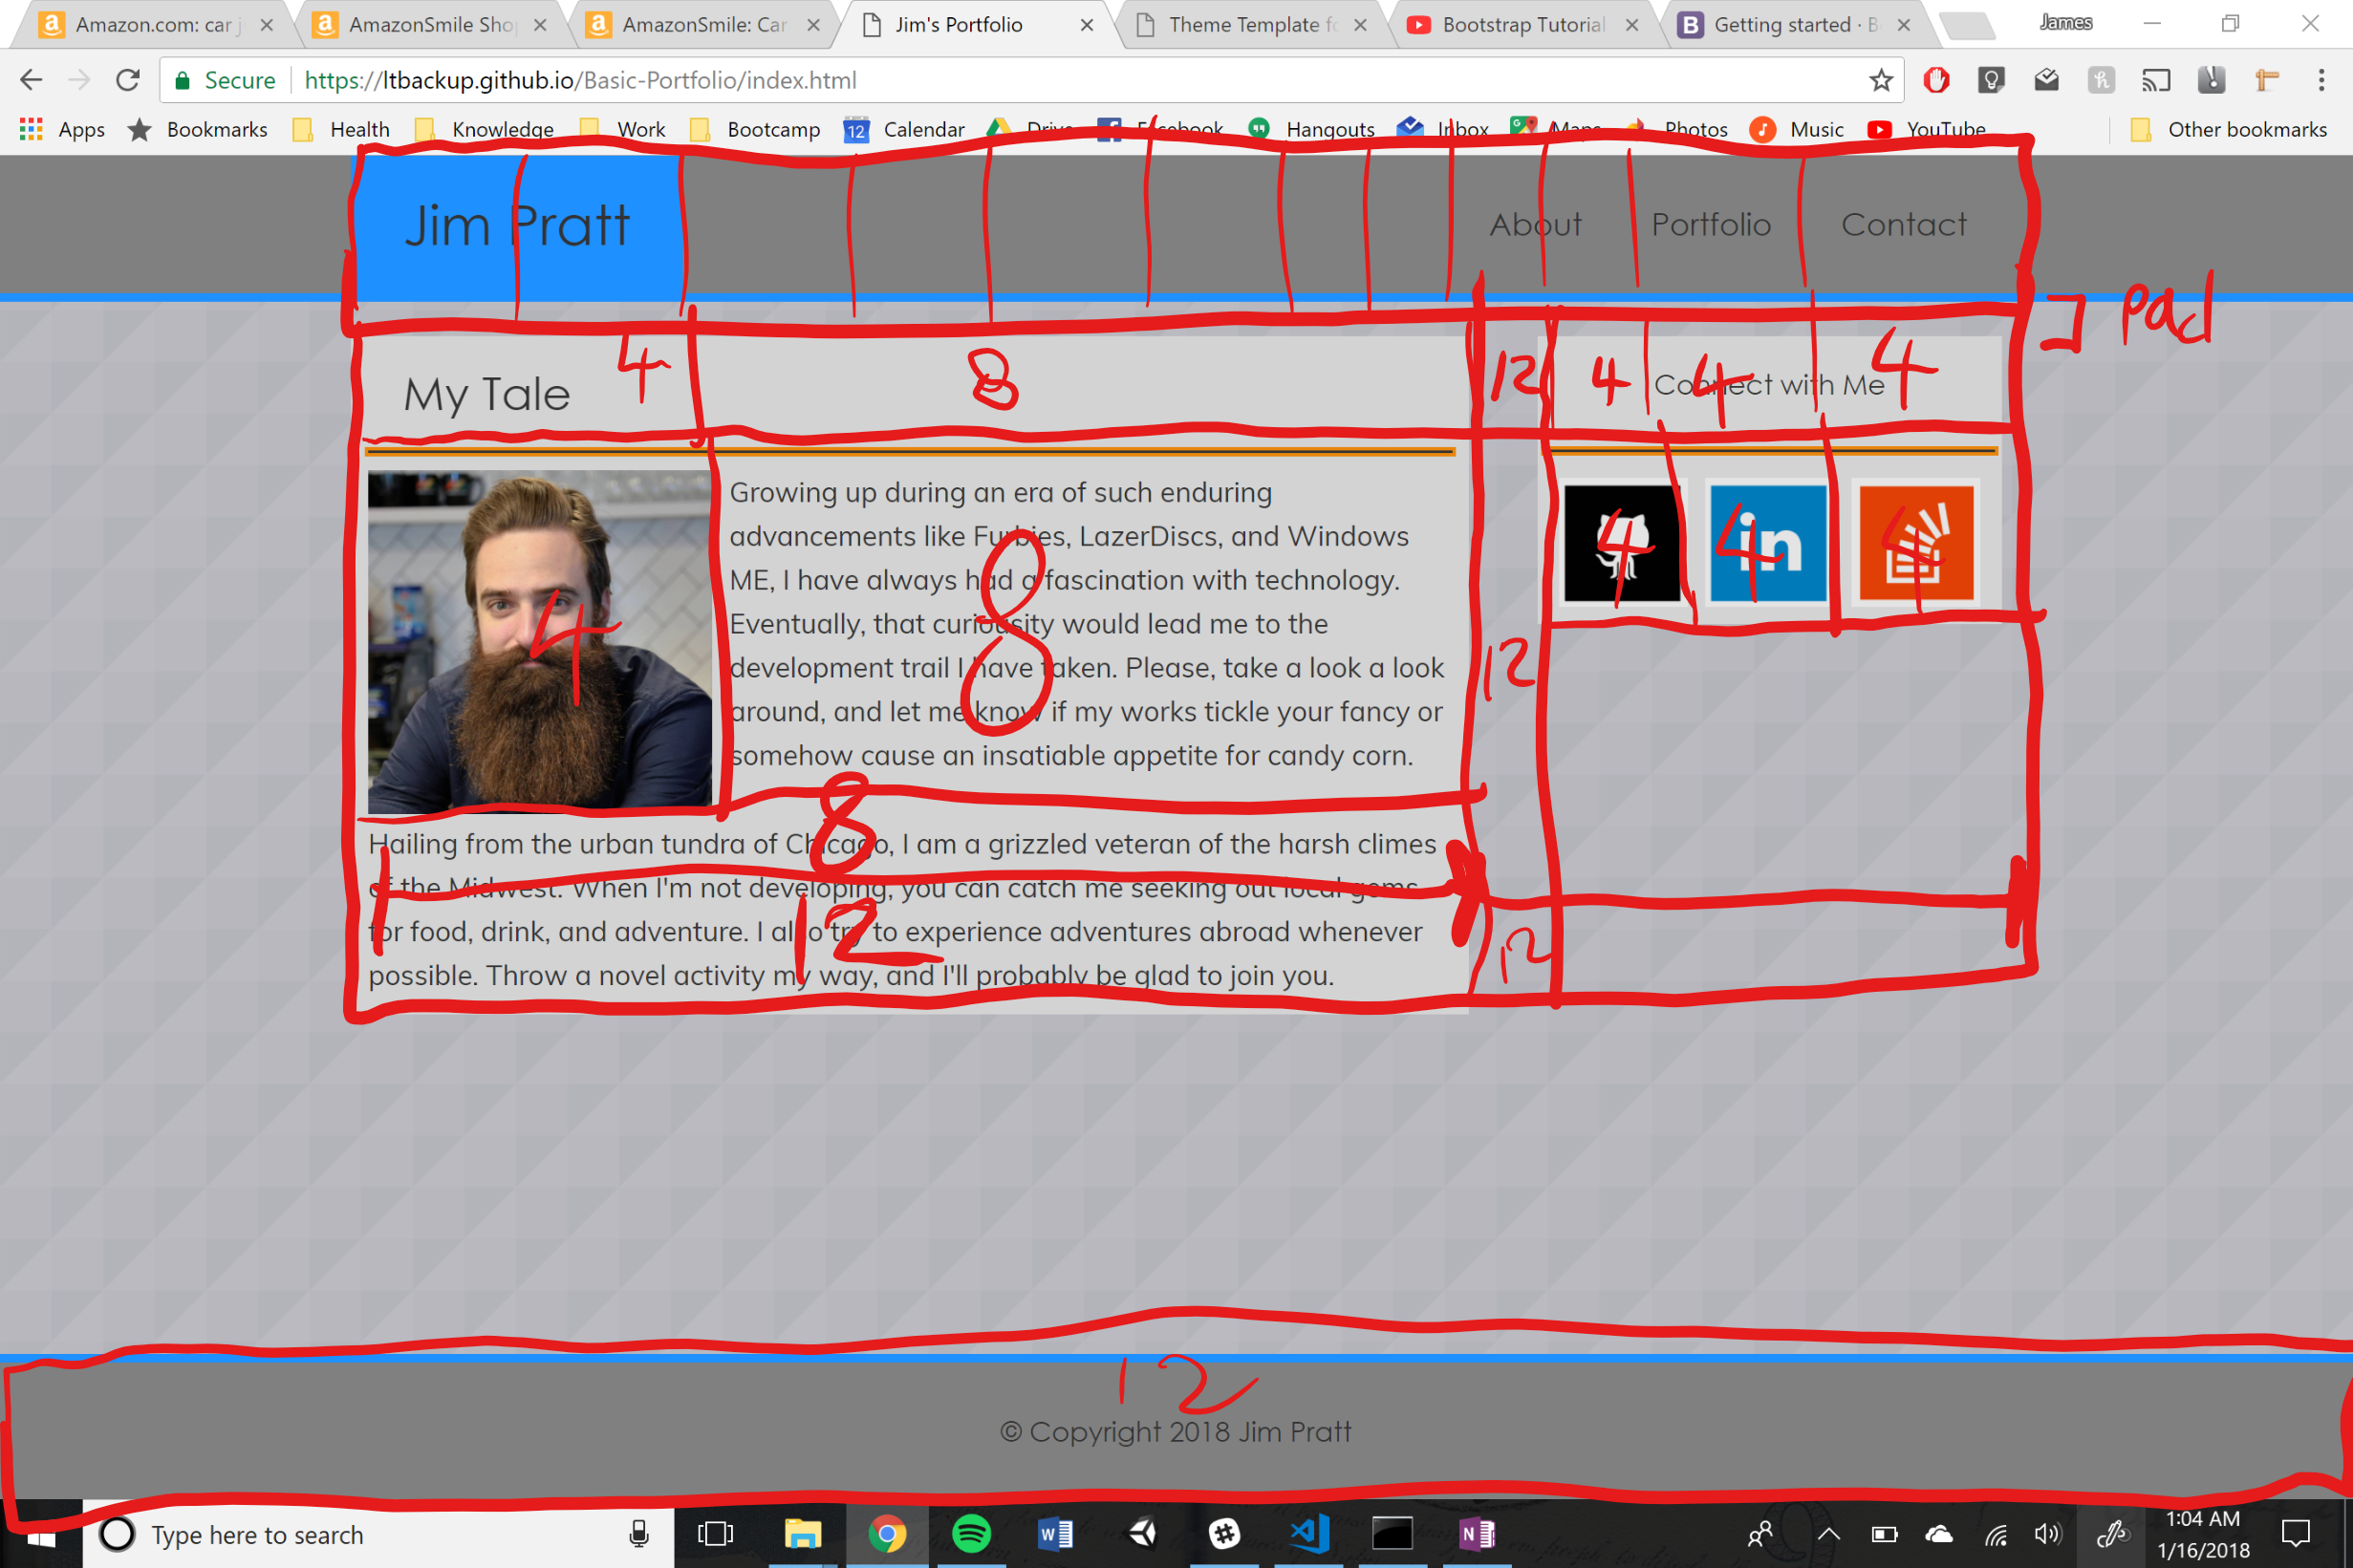 Amazon.com: car j
AmazonSmile Sho
AmazonSmile: Car
Jim's Portfolio
Theme Template fo
Bootstrap Tutorial
Getting started · B
James
Secure
https://ltbackup.github.io/Basic-Portfolio/index.html
Apps
Bookmarks
Health
Knowledge
Work
Bootcamp
12
Calendar
Drive
Facebook
Hangouts
Inbox
Maps
Photos
Music
YouTube
Other bookmarks
Jim Pratt
About
Portfolio
Contact
pad
My Tale
4
8
12
4
4
4
Connect with Me
Growing up during an era of such enduring
advancements like Furbies, LazerDiscs, and Windows
ME, I have always had a fascination with technology.
Eventually, that curiousity would lead me to the
development trail I have taken. Please, take a look a look
around, and let me know if my works tickle your fancy or
somehow cause an insatiable appetite for candy corn.
4
8
12
4
in
4
4
8
Hailing from the urban tundra of Chicago, I am a grizzled veteran of the harsh climes
of the Midwest. When I'm not developing, you can catch me seeking out local gems
for food, drink, and adventure. I also try to experience adventures abroad whenever
possible. Throw a novel activity my way, and I'll probably be glad to join you.
12
12
12
© Copyright 2018 Jim Pratt
Type here to search
1:04 AM
1/16/2018